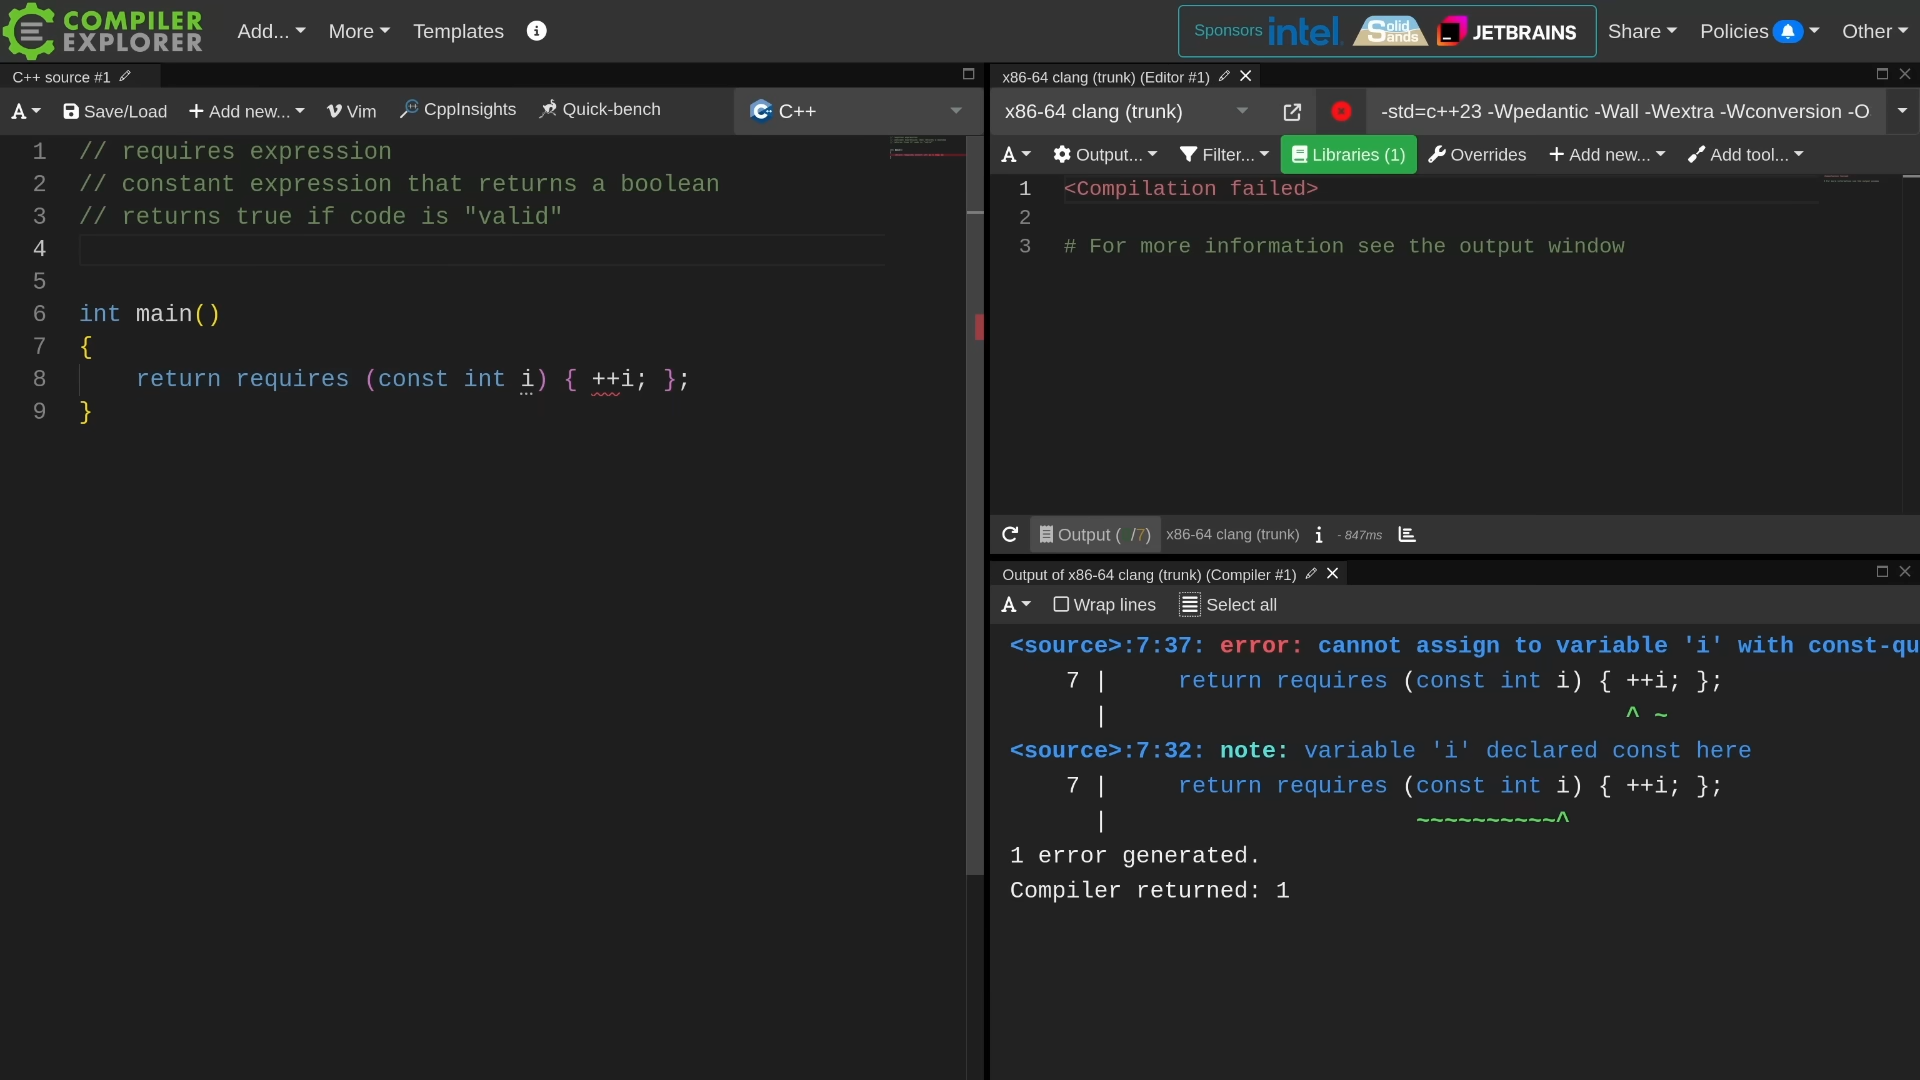 COMPILER EXPLORER Add... More Templates Sponsors intel Solid Sands JETBRAINS Share Policies Other
C++ source #1
A Save/Load + Add new... Vim CppInsights Quick-bench C++
1 // requires expression
2 // constant expression that returns a boolean
3 // returns true if code is "valid"
4
5
6 int main()
7 {
8 return requires (const int i) { ++i; };
9 }
x86-64 clang (trunk) (Editor #1)
x86-64 clang (trunk) -std=c++23 -Wpedantic -Wall -Wextra -Wconversion -O
A Output... Filter... Libraries (1) Overrides + Add new... Add tool...
1 <Compilation failed>
2
3 # For more information see the output window
Output ( /7) x86-64 clang (trunk) i - 847ms
Output of x86-64 clang (trunk) (Compiler #1)
A Wrap lines Select all
<source>:7:37: error: cannot assign to variable 'i' with const-qu
7 | return requires (const int i) { ++i; };
| ^ ~
<source>:7:32: note: variable 'i' declared const here
7 | return requires (const int i) { ++i; };
| ~~~~~~~~~~^
1 error generated.
Compiler returned: 1